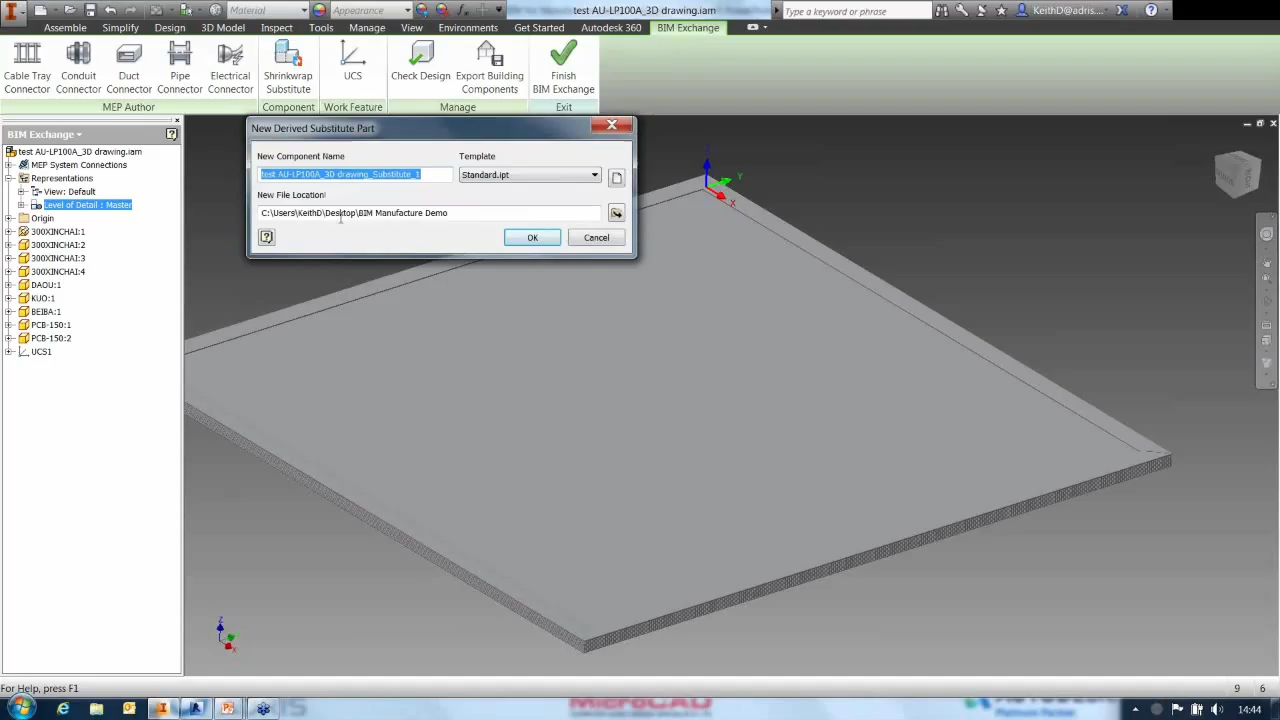 Material
Appearance
test AU-LP100A_3D drawing.iam
Type a keyword or phrase
KeithD@adris...
Assemble
Simplify
Design
3D Model
Inspect
Tools
Manage
View
Environments
Get Started
Autodesk 360
BIM Exchange
Cable Tray Connector
Conduit Connector
Duct Connector
Pipe Connector
Electrical Connector
Shrinkwrap Substitute
UCS
Check Design
Export Building Components
Finish BIM Exchange
MEP Author
Component
Work Feature
Manage
Exit
BIM Exchange
test AU-LP100A_3D drawing.iam
MEP System Connections
Representations
View: Default
Level of Detail : Master
Origin
300XINCHAI:1
300XINCHAI:2
300XINCHAI:3
300XINCHAI:4
DAOU:1
KUO:1
BEIBA:1
PCB-150:1
PCB-150:2
UCS1
New Derived Substitute Part
New Component Name
Template
test AU-LP100A_3D drawing_Substitute_1
Standard.ipt
New File Location!
C:\Users\KeithD\Desktop\BIM Manufacture Demo
OK
Cancel
Y
X
Z
X
For Help, press F1
9
6
MicroCAD
Platinum Partner
14:44